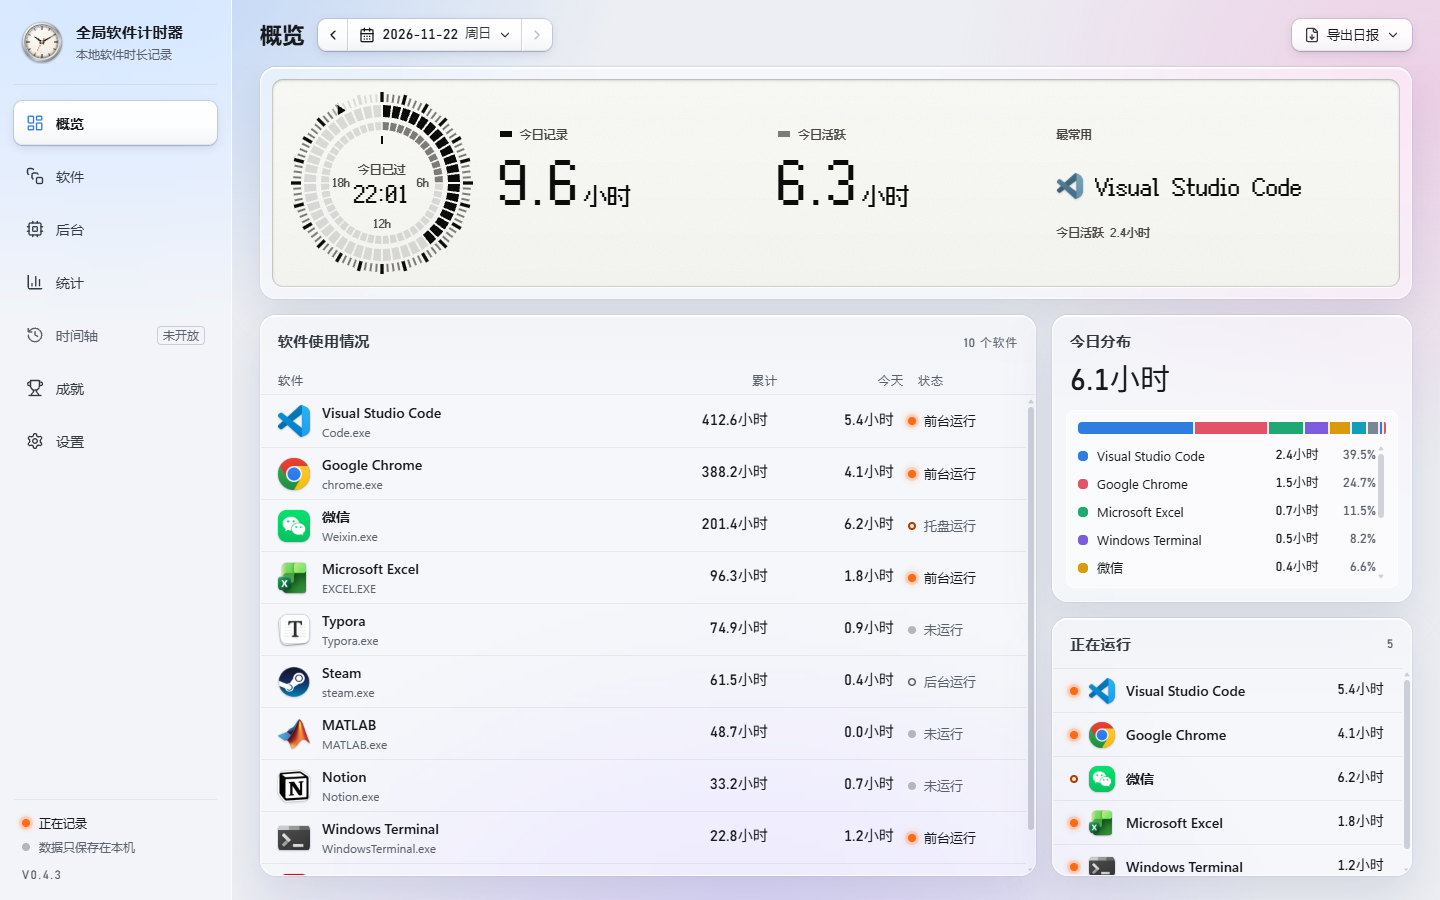 全局软件计时器
本地软件时长记录
概览
软件
后台
统计
时间轴 未开放
成就
设置
正在记录
数据只保存在本机
V0.4.3
概览
2026-11-22 周日
导出日报
今日已过
22:01
18h
6h
12h
今日记录
9.6小时
今日活跃
6.3小时
最常用
Visual Studio Code
今日活跃 2.4小时
软件使用情况
10 个软件
软件 累计 今天 状态
Visual Studio Code
Code.exe
412.6小时 5.4小时 前台运行
Google Chrome
chrome.exe
388.2小时 4.1小时 前台运行
微信
Weixin.exe
201.4小时 6.2小时 托盘运行
Microsoft Excel
EXCEL.EXE
96.3小时 1.8小时 前台运行
Typora
Typora.exe
74.9小时 0.9小时 未运行
Steam
steam.exe
61.5小时 0.4小时 后台运行
MATLAB
MATLAB.exe
48.7小时 0.0小时 未运行
Notion
Notion.exe
33.2小时 0.7小时 未运行
Windows Terminal
WindowsTerminal.exe
22.8小时 1.2小时 前台运行
今日分布
6.1小时
Visual Studio Code 2.4小时 39.5%
Google Chrome 1.5小时 24.7%
Microsoft Excel 0.7小时 11.5%
Windows Terminal 0.5小时 8.2%
微信 0.4小时 6.6%
正在运行 5
Visual Studio Code 5.4小时
Google Chrome 4.1小时
微信 6.2小时
Microsoft Excel 1.8小时
Windows Terminal 1.2小时